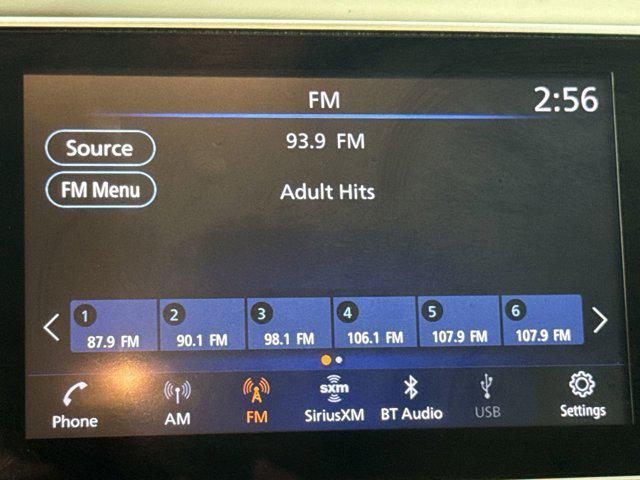 FM
2:56
93.9 FM
Source
FM Menu
Adult Hits
1
2
3
4
5
6
87.9 FM
90.1 FM
98.1 FM
106.1 FM
107.9 FM
107.9 FM
Phone
AM
FM
sxm
SiriusXM
BT Audio
USB
Settings